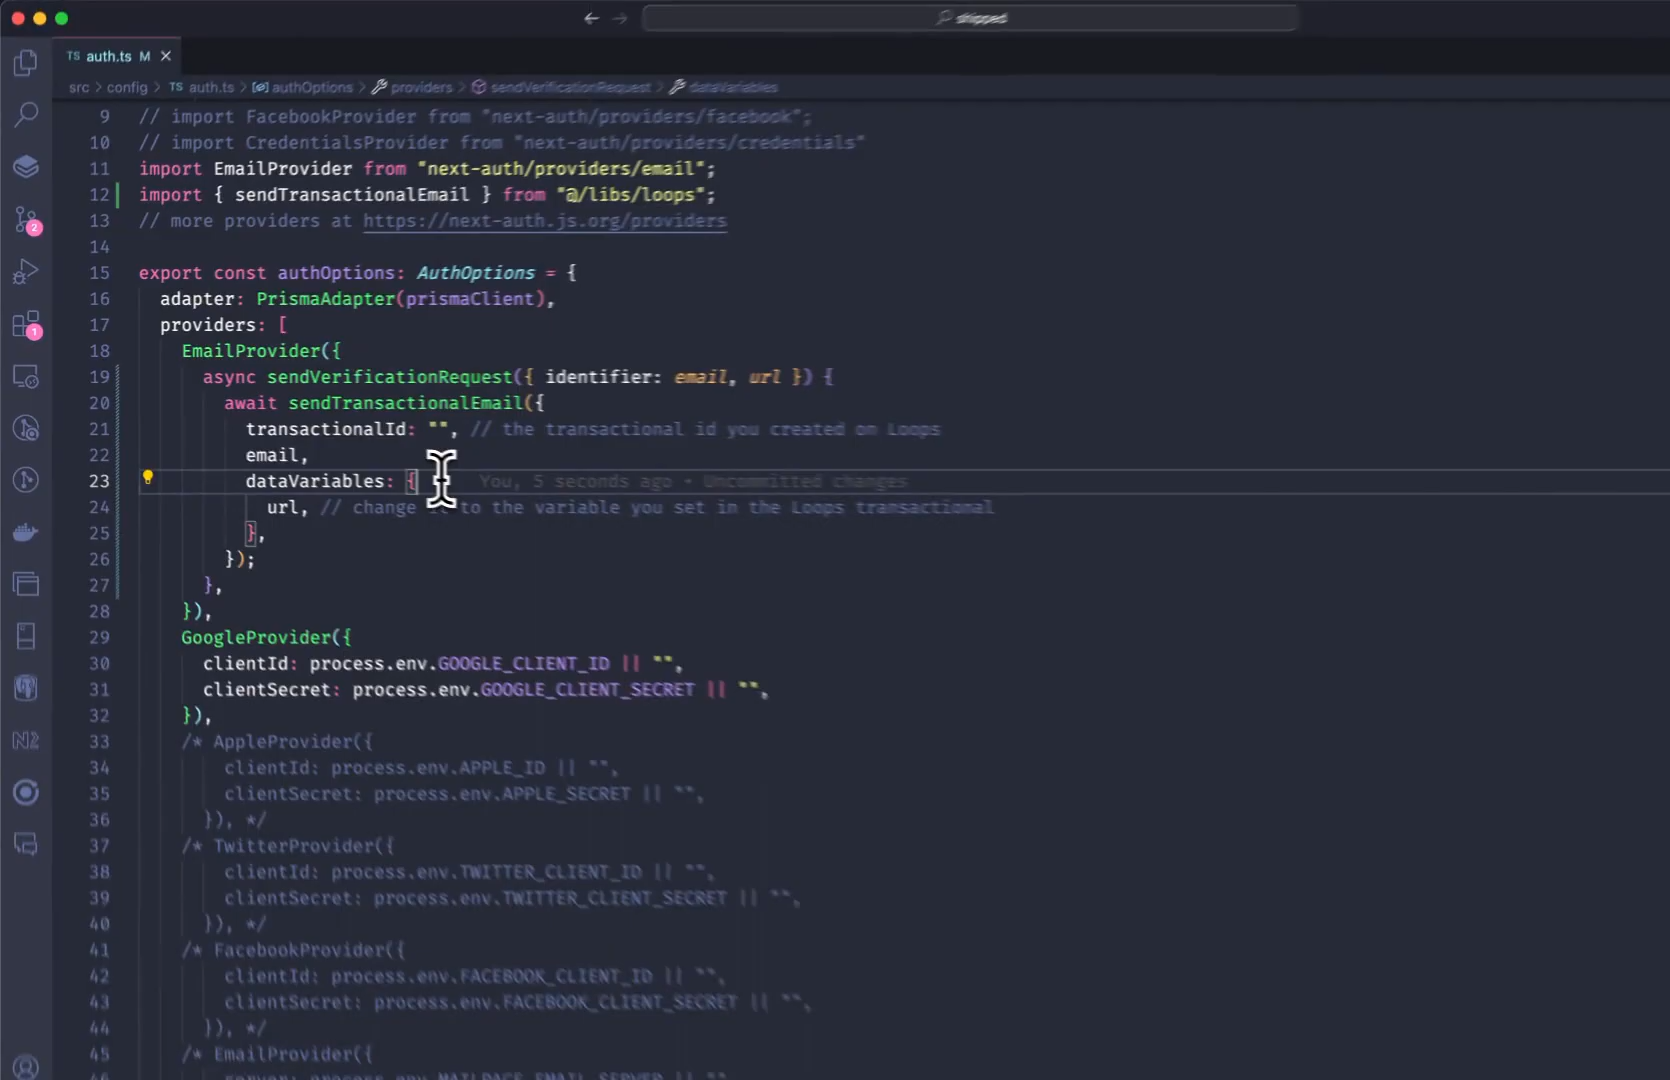 shipped
TS auth.ts M
src > config > TS auth.ts > authOptions > providers > sendVerificationRequest > dataVariables
9 // import FacebookProvider from "next-auth/providers/facebook";
10 // import CredentialsProvider from "next-auth/providers/credentials"
11 import EmailProvider from "next-auth/providers/email";
12 import { sendTransactionalEmail } from "@/libs/loops";
13 // more providers at https://next-auth.js.org/providers
14
15 export const authOptions: AuthOptions = {
16 adapter: PrismaAdapter(prismaClient),
17 providers: [
18 EmailProvider({
19 async sendVerificationRequest({ identifier: email, url }) {
20 await sendTransactionalEmail({
21 transactionalId: "", // the transactional id you created on Loops
22 email,
23 dataVariables: { You, 5 seconds ago • Uncommitted changes
24 url, // change to the variable you set in the Loops transactional
25 },
26 });
27 },
28 }),
29 GoogleProvider({
30 clientId: process.env.GOOGLE_CLIENT_ID || "",
31 clientSecret: process.env.GOOGLE_CLIENT_SECRET || "",
32 }),
33 /* AppleProvider({
34 clientId: process.env.APPLE_ID || "",
35 clientSecret: process.env.APPLE_SECRET || "",
36 }), */
37 /* TwitterProvider({
38 clientId: process.env.TWITTER_CLIENT_ID || "",
39 clientSecret: process.env.TWITTER_CLIENT_SECRET || "",
40 }), */
41 /* FacebookProvider({
42 clientId: process.env.FACEBOOK_CLIENT_ID || "",
43 clientSecret: process.env.FACEBOOK_CLIENT_SECRET || "",
44 }), */
45 /* EmailProvider({
2
1